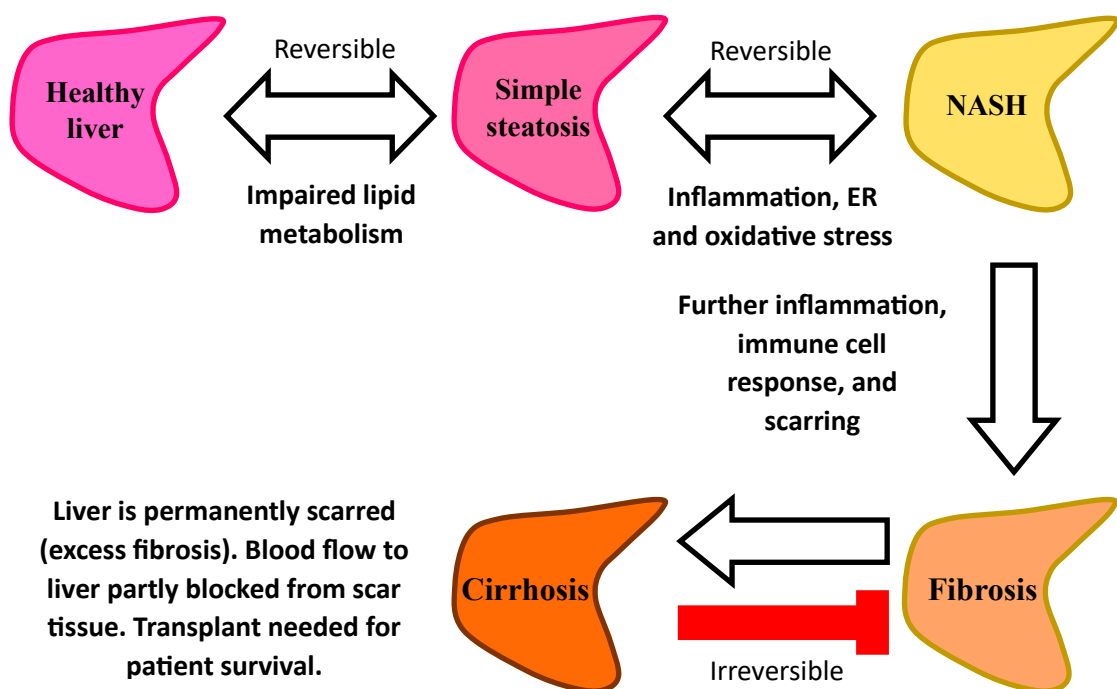 Healthy
liver
Reversible
Impaired lipid
metabolism
Simple
steatosis
Reversible
Inflammation, ER
and oxidative stress
NASH
Further inflammation,
immune cell
response, and
scarring
Fibrosis
Irreversible
Cirrhosis
Liver is permanently scarred
(excess fibrosis). Blood flow to
liver partly blocked from scar
tissue. Transplant needed for
patient survival.